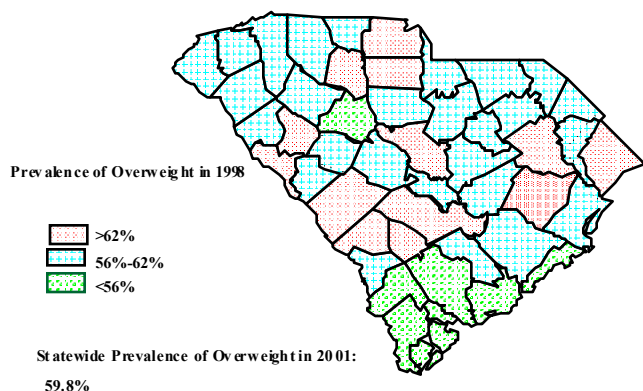 Prevalence of Overweight in 1998
>62%
56%-62%
<56%
Statewide Prevalence of Overweight in 2001:
59.8%